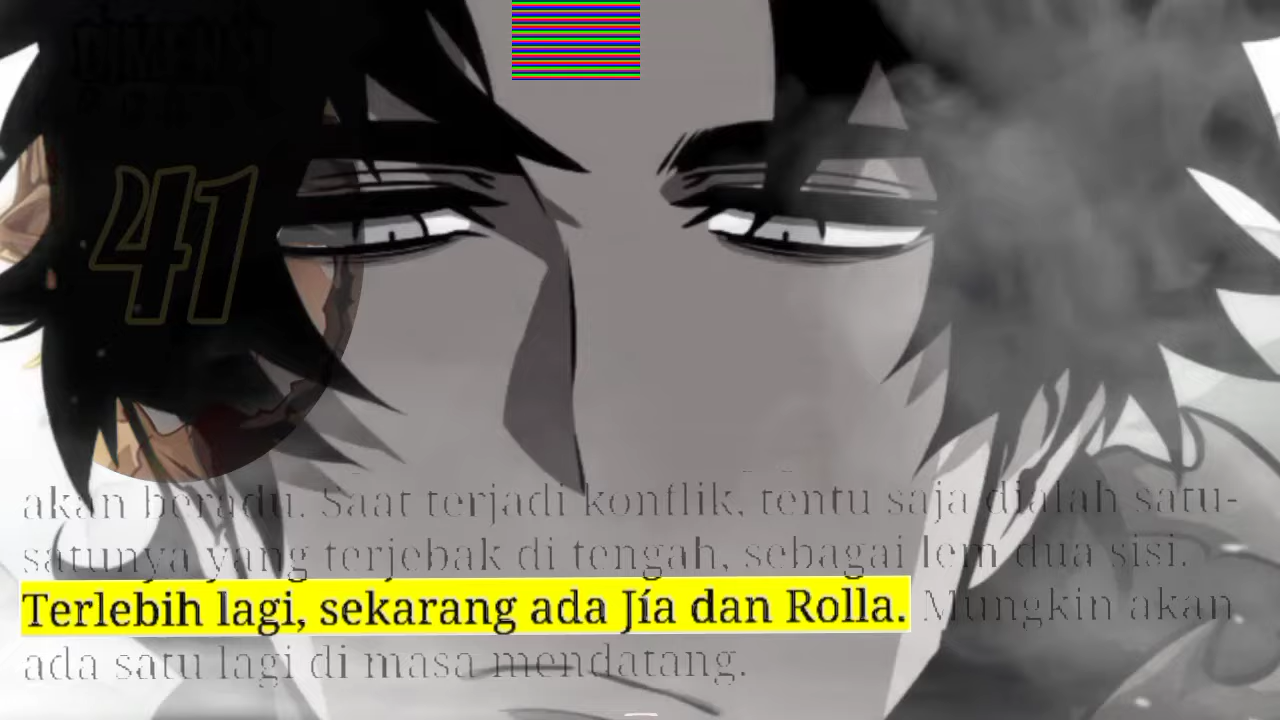 DIMENSI
41
akan beradu. Saat terjadi konflik, tentu saja dialah satu-
satunya yang terjebak di tengah, sebagai lem dua sisi.
Terlebih lagi, sekarang ada Jía dan Rolla. Mungkin akan
ada satu lagi di masa mendatang.